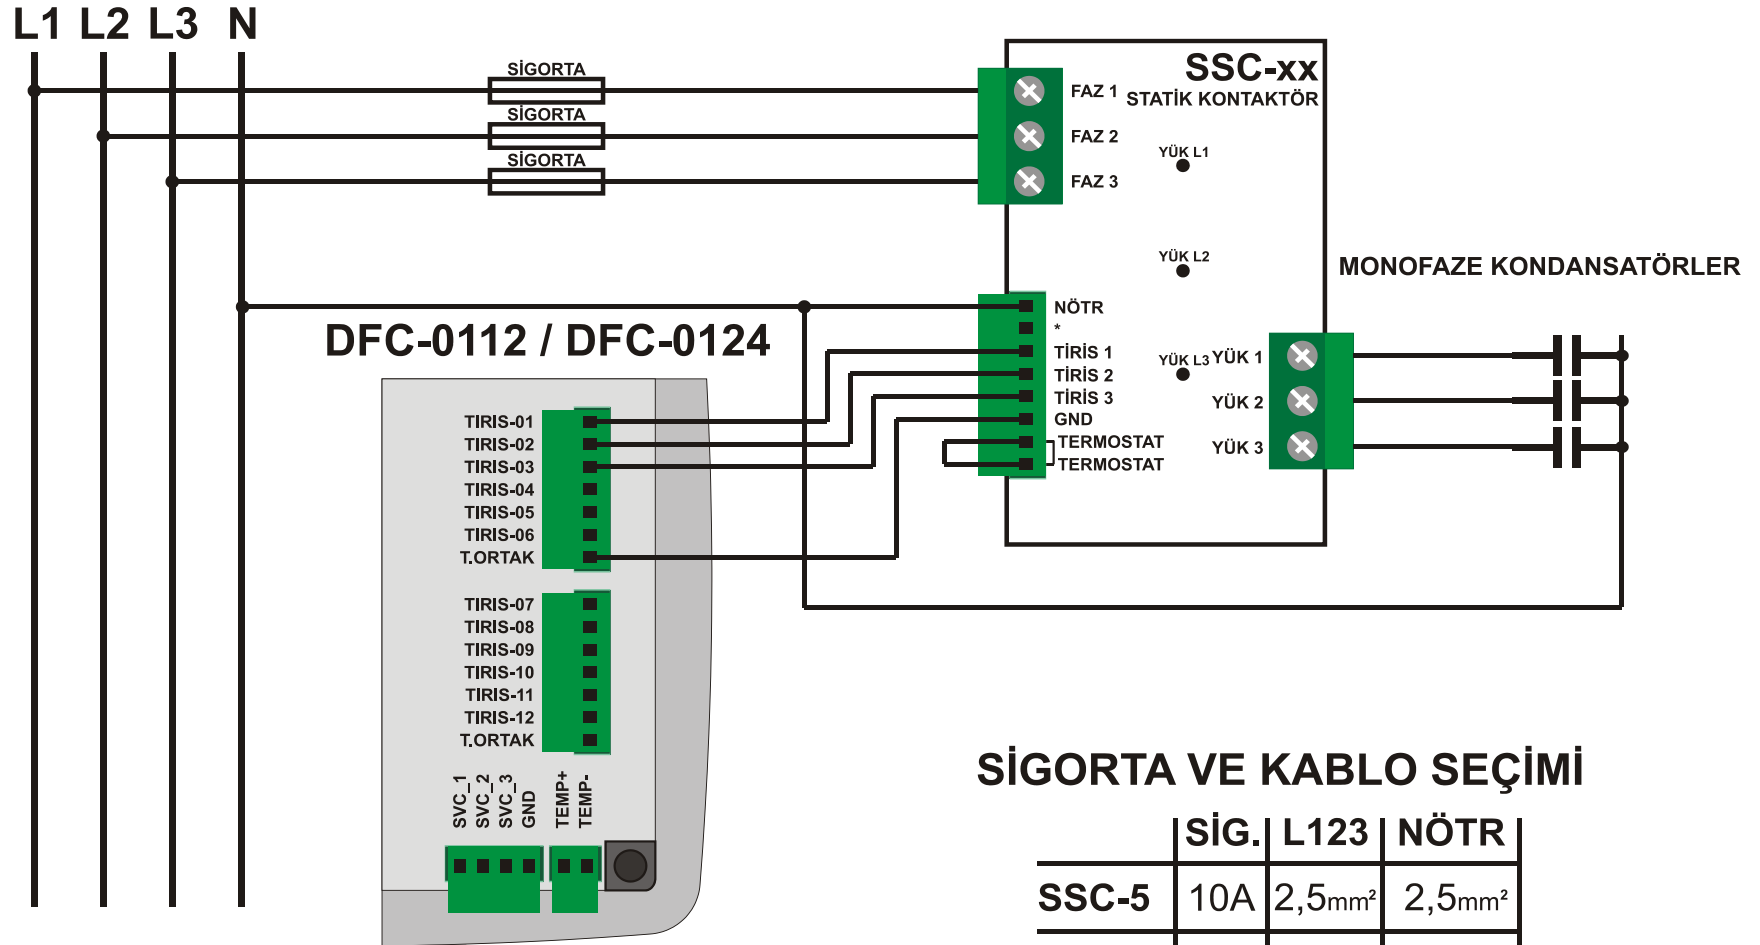 L1 L2 L3 N
SİGORTA
SİGORTA
SİGORTA
SSC-xx
STATİK KONTAKTÖR
FAZ 1
FAZ 2
FAZ 3
YÜK L1
YÜK L2
YÜK L3
MONOFAZE KONDANSATÖRLER
NÖTR
*
TİRİS 1
TİRİS 2
TİRİS 3
GND
TERMOSTAT
TERMOSTAT
YÜK 1
YÜK 2
YÜK 3
DFC-0112 / DFC-0124
TIRIS-01
TIRIS-02
TIRIS-03
TIRIS-04
TIRIS-05
TIRIS-06
T.ORTAK
TIRIS-07
TIRIS-08
TIRIS-09
TIRIS-10
TIRIS-11
TIRIS-12
T.ORTAK
SVC_1
SVC_2
SVC_3
GND
TEMP+
TEMP-
SİGORTA VE KABLO SEÇİMİ
SİG. L123 NÖTR
SSC-5 10A 2,5mm² 2,5mm²